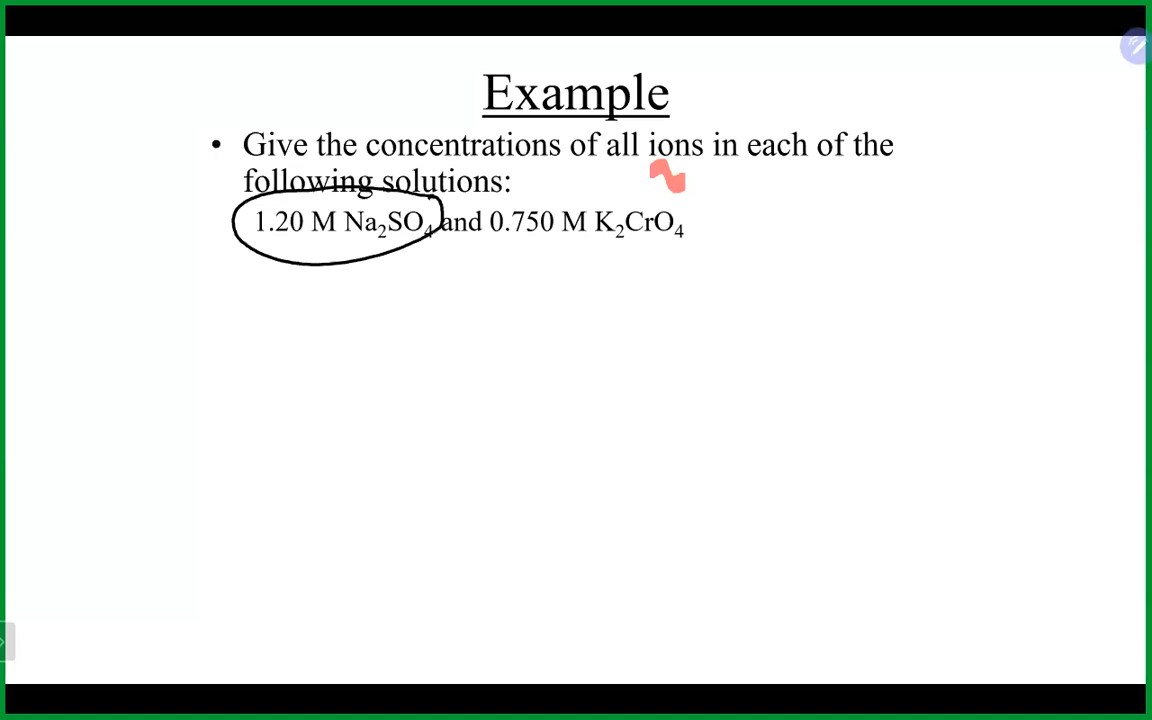 Example
• Give the concentrations of all ions in each of the
following solutions:
1.20 M Na₂SO₄ and 0.750 M K₂CrO₄